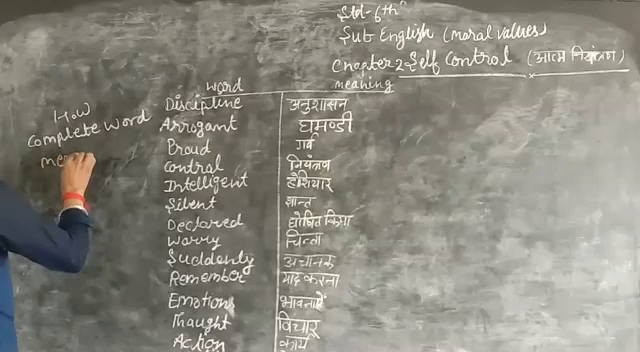 Std-6th
Sub English (moral values)
Chapter 2 Self Control (आत्म नियंत्रण)
word meaning
H.W
Complete word
me
Discipline अनुशासन
Arrogant घमण्डी
Proud गर्व
Control नियंत्रण
Intelligent होशियार
Silent शान्त
Declared घोषित किया
Worry चिन्ता
Suddenly अचानक
Remember याद करना
Emotions भावनाऐं
Thought विचार
Action कार्य